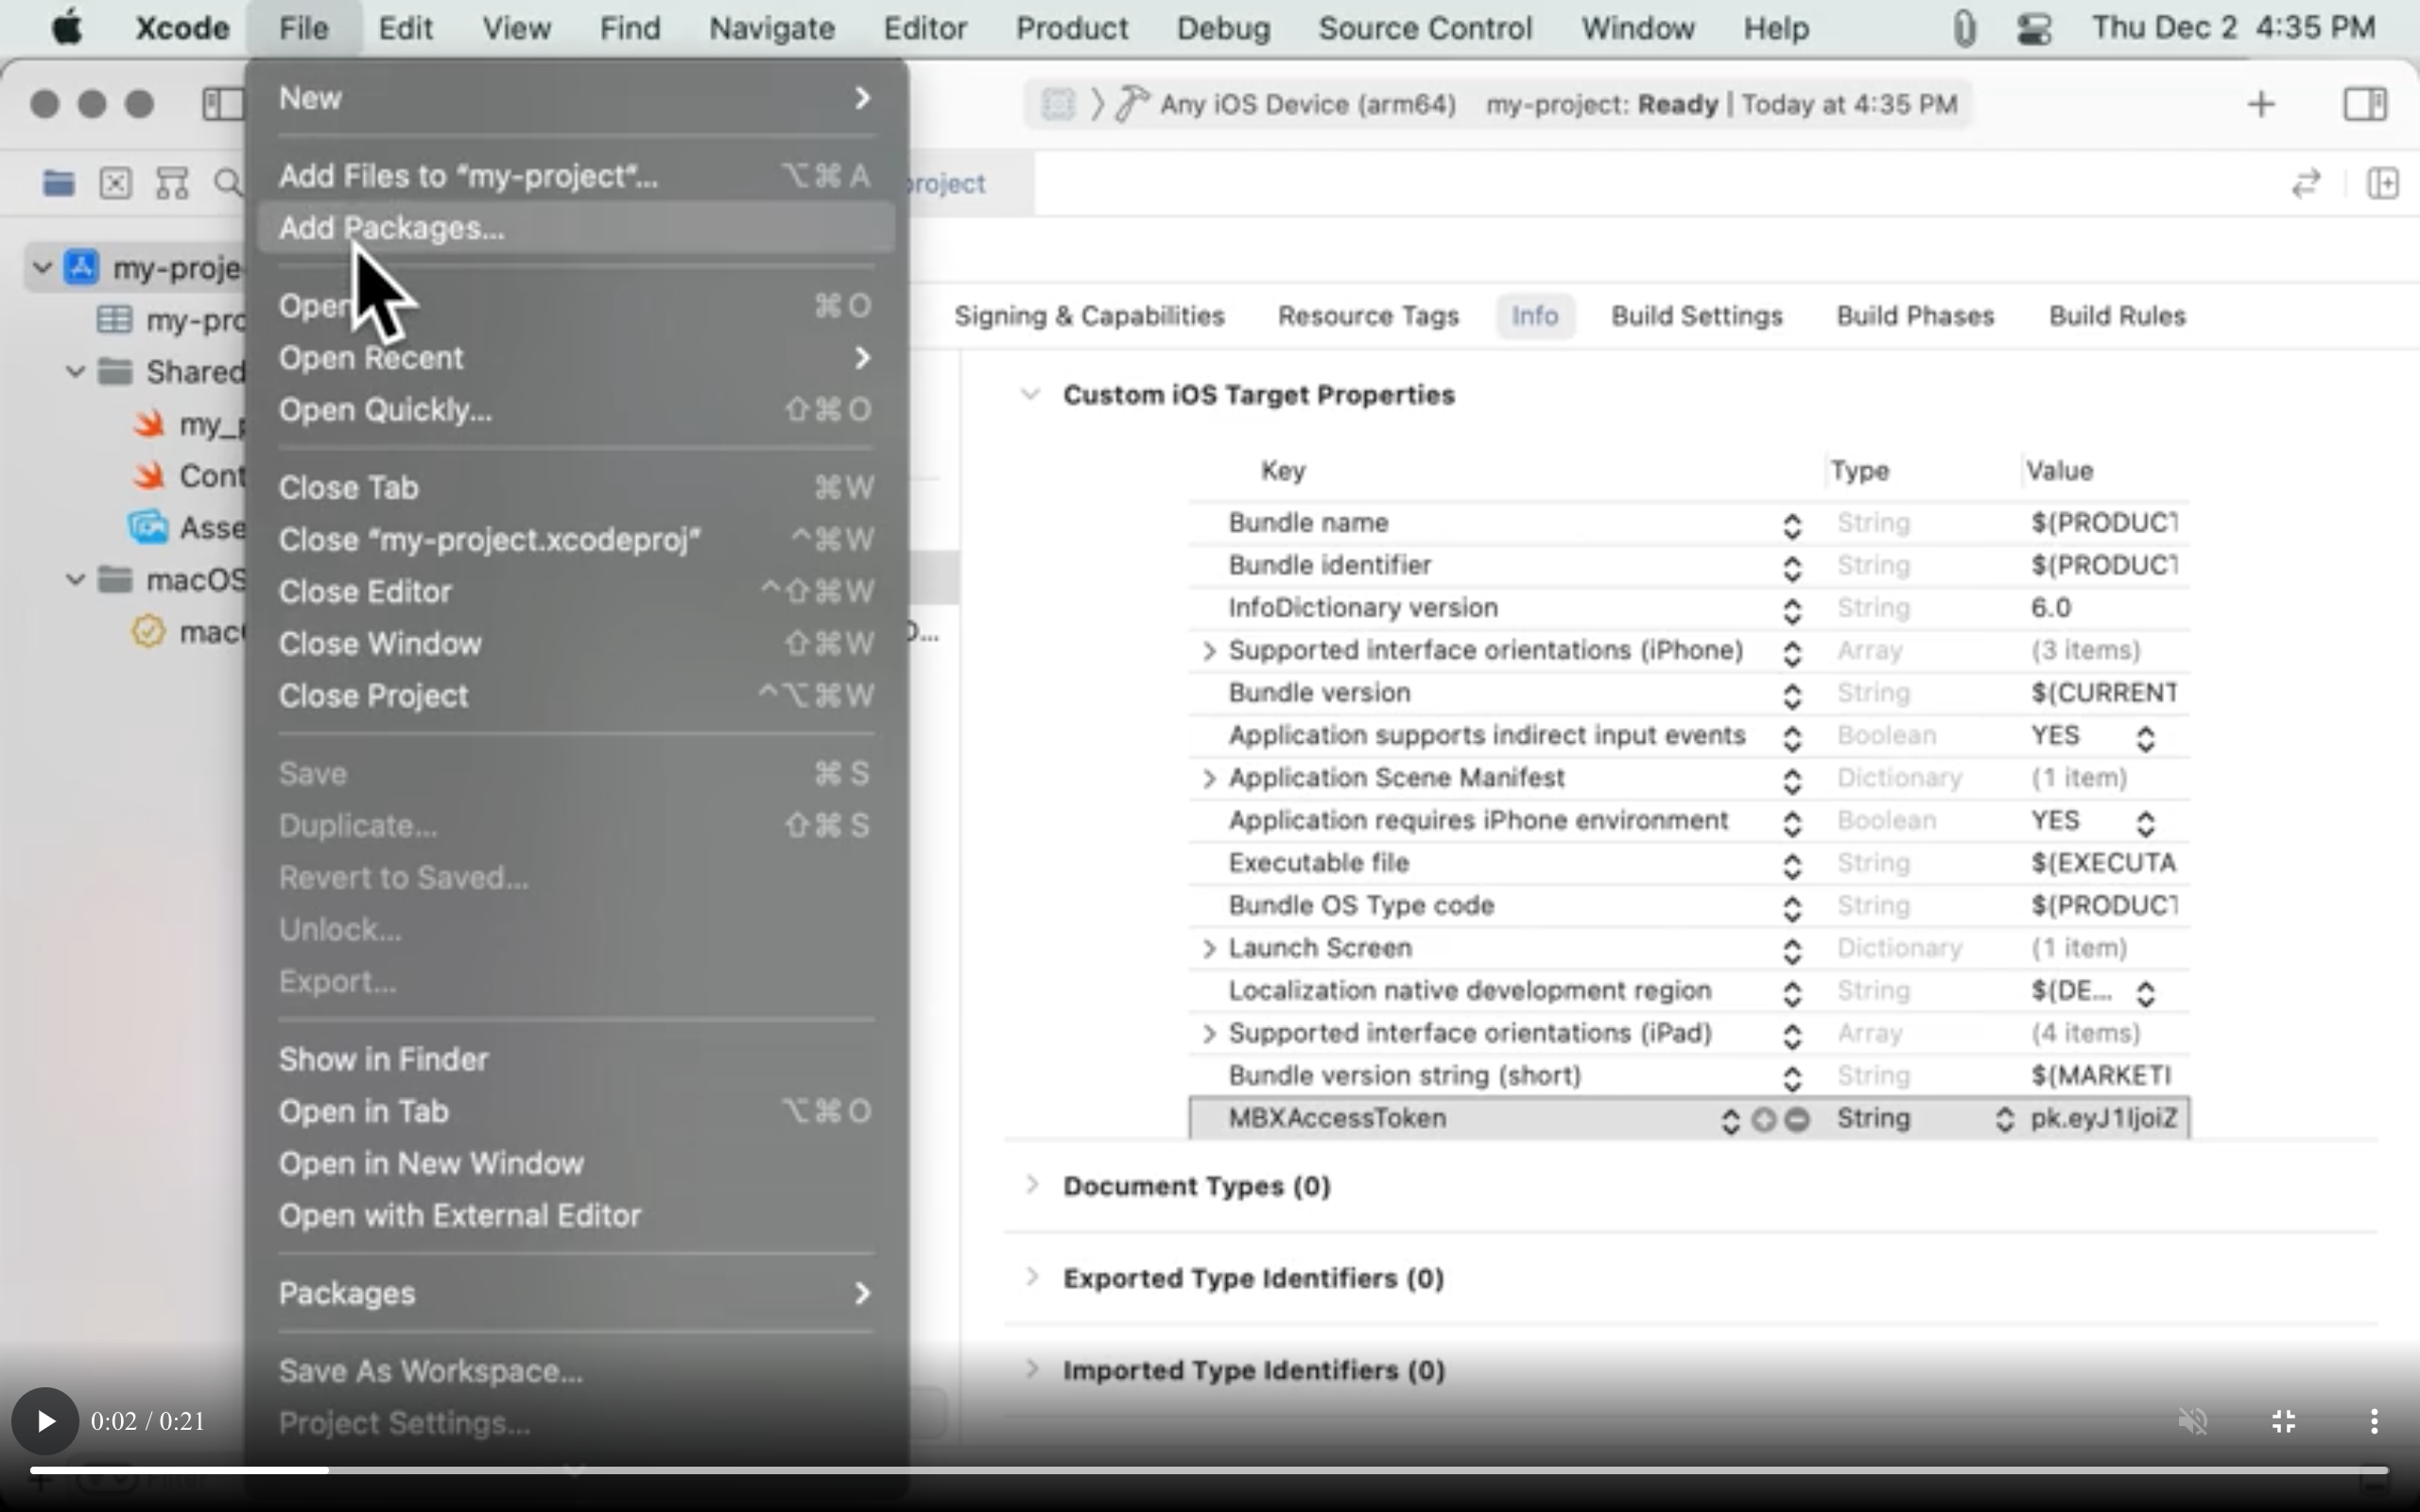 Xcode File Edit View Find Navigate Editor Product Debug Source Control Window Help Thu Dec 2 4:35 PM
Any iOS Device (arm64) my-project: Ready | Today at 4:35 PM
New
Add Files to “my-project”... ⌥⌘A
Add Packages...
Open ⌘O
Open Recent
Open Quickly... ⇧⌘O
Close Tab ⌘W
Close “my-project.xcodeproj” ^⌘W
Close Editor ^⇧⌘W
Close Window ⇧⌘W
Close Project ^⌥⌘W
Save ⌘S
Duplicate... ⇧⌘S
Revert to Saved...
Unlock...
Export...
Show in Finder
Open in Tab ⌥⌘O
Open in New Window
Open with External Editor
Packages
Save As Workspace...
Project Settings...
my-proje
my-pro
Shared
my_p
Cont
Asse
macOS
mac
project
Signing & Capabilities Resource Tags Info Build Settings Build Phases Build Rules
Custom iOS Target Properties
Key Type Value
Bundle name String $(PRODUCT
Bundle identifier String $(PRODUCT
InfoDictionary version String 6.0
Supported interface orientations (iPhone) Array (3 items)
Bundle version String $(CURRENT
Application supports indirect input events Boolean YES
Application Scene Manifest Dictionary (1 item)
Application requires iPhone environment Boolean YES
Executable file String $(EXECUTA
Bundle OS Type code String $(PRODUCT
Launch Screen Dictionary (1 item)
Localization native development region String $(DE...
Supported interface orientations (iPad) Array (4 items)
Bundle version string (short) String $(MARKETI
MBXAccessToken String pk.eyJ1IjoiZ
Document Types (0)
Exported Type Identifiers (0)
Imported Type Identifiers (0)
0:02 / 0:21